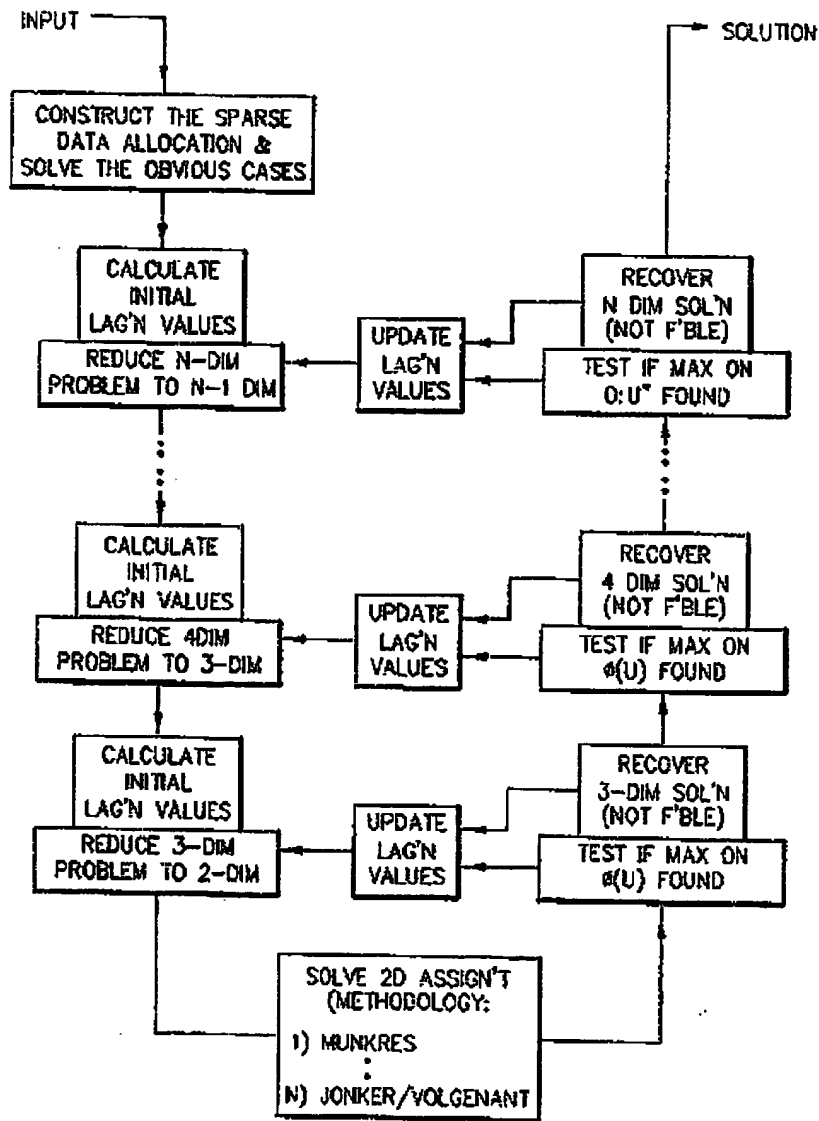 INPUT
SOLUTION
CONSTRUCT THE SPARSE
DATA ALLOCATION &
SOLVE THE OBVIOUS CASES
CALCULATE
INITIAL
LAG'N VALUES
REDUCE N-DIM
PROBLEM TO N-1 DIM
UPDATE
LAG'N
VALUES
RECOVER
N DIM SOL'N
(NOT F'BLE)
TEST IF MAX ON
FOUND
CALCULATE
INITIAL
LAG'N VALUES
REDUCE 4DIM
PROBLEM TO 3-DIM
UPDATE
LAG'N
VALUES
RECOVER
4 DIM SOL'N
(NOT F'BLE)
TEST IF MAX ON
ø(U) FOUND
CALCULATE
INITIAL
LAG'N VALUES
REDUCE 3-DIM
PROBLEM TO 2-DIM
UPDATE
LAG'N
VALUES
RECOVER
3-DIM SOL'N
(NOT F'BLE)
TEST IF MAX ON
ø(U) FOUND
SOLVE 2D ASSIGN'T
(METHODOLOGY:
1) MUNKRES
N) JONKER/VOLGENANT